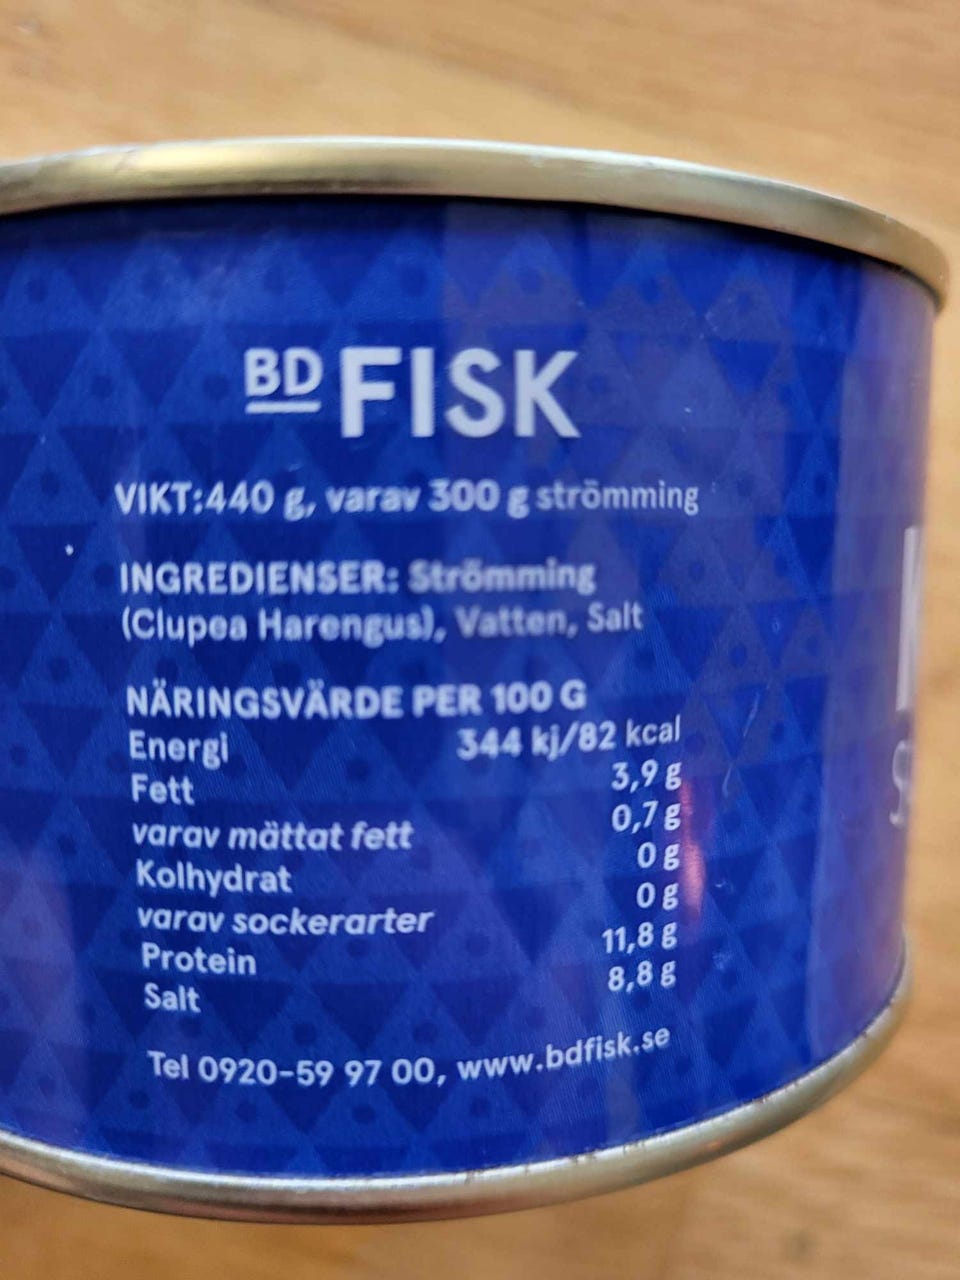 BD FISK
VIKT:440 g, varav 300 g strömming
INGREDIENSER: Strömming
(Clupea Harengus), Vatten, Salt
NÄRINGSVÄRDE PER 100 G
Energi 344 kj/82 kcal
Fett 3,9 g
varav mättat fett 0,7 g
Kolhydrat 0 g
varav sockerarter 0 g
Protein 11,8 g
Salt 8,8 g
Tel 0920-59 97 00, www.bdfisk.se